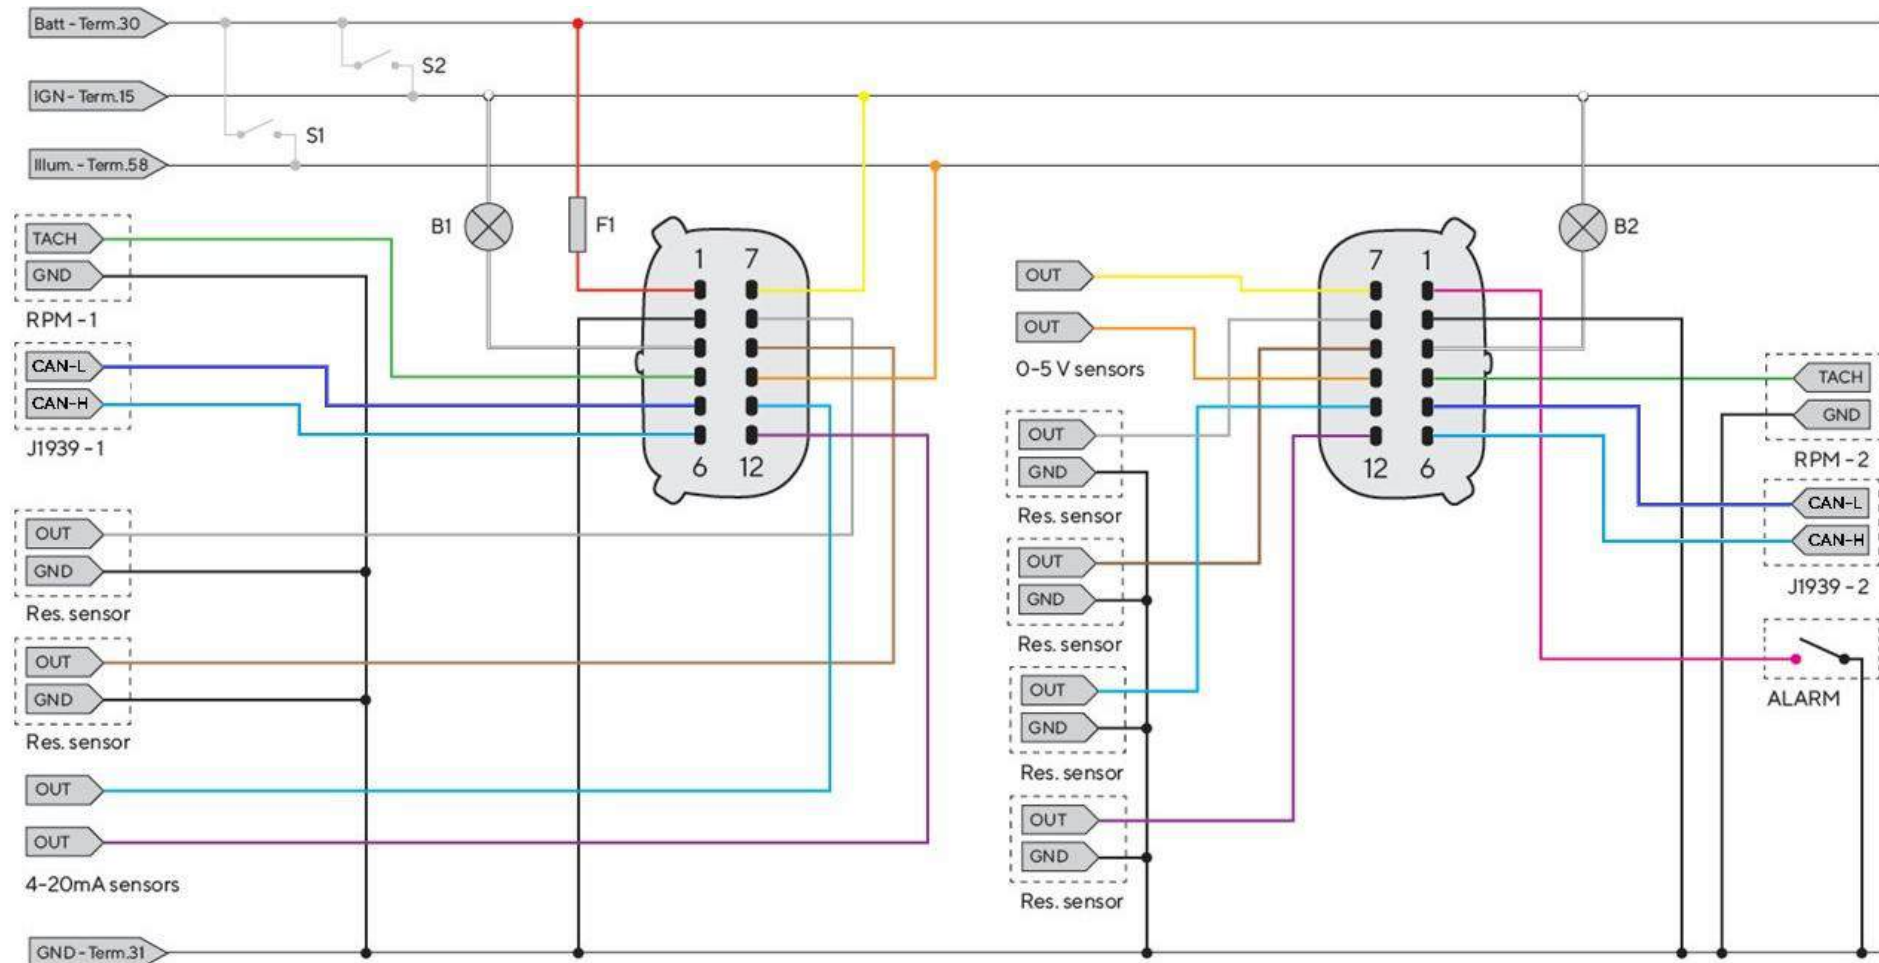 Batt - Term.30
S2
IGN - Term.15
S1
Illum. - Term.58
B1
F1
TACH
GND
RPM - 1
CAN-L
CAN-H
J1939 - 1
1 7
6 12
OUT
GND
Res. sensor
OUT
GND
Res. sensor
OUT
OUT
4-20mA sensors
GND - Term.31
OUT
OUT
0-5 V sensors
OUT
GND
Res. sensor
OUT
GND
Res. sensor
OUT
GND
Res. sensor
OUT
GND
Res. sensor
7 1
12 6
B2
TACH
GND
RPM - 2
CAN-L
CAN-H
J1939 - 2
ALARM